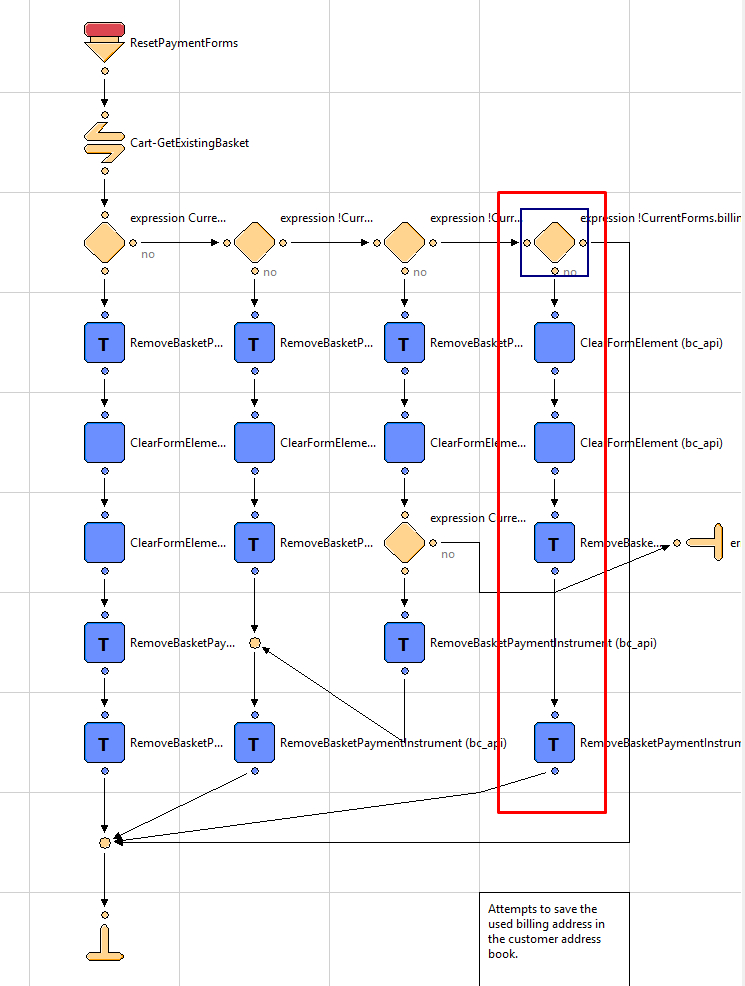 ResetPaymentForms
Cart-GetExistingBasket
expression Curre...
expression !Curr...
expression !Curr...
expression !CurrentForms.billin
no
no
no
no
T
RemoveBasketP...
T
RemoveBasketP...
T
RemoveBasketP...
ClearFormElement (bc_api)
ClearFormEleme...
ClearFormEleme...
ClearFormEleme...
ClearFormElement (bc_api)
expression Curre...
ClearFormEleme...
T
RemoveBasketP...
no
T
RemoveBaske...
er
T
RemoveBasketPay...
T
RemoveBasketPaymentInstrument (bc_api)
T
RemoveBasketP...
T
RemoveBasketPaymentInstrument (bc_api)
T
RemoveBasketPaymentInstrum
Attempts to save the
used billing address in
the customer address
book.